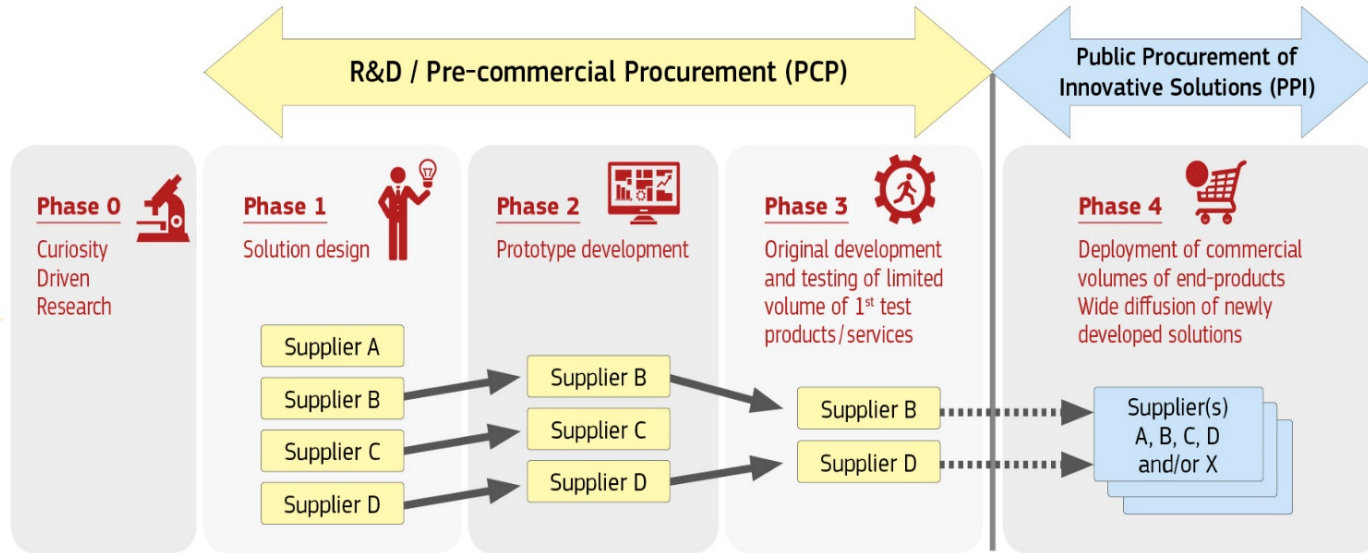 R&D / Pre-commercial Procurement (PCP)
Public Procurement of
Innovative Solutions (PPI)
Phase 0
Curiosity
Driven
Research
Phase 1
Solution design
Supplier A
Supplier B
Supplier C
Supplier D
Phase 2
Prototype development
Supplier B
Supplier C
Supplier D
Phase 3
Original development
and testing of limited
volume of 1st test
products/services
Supplier B
Supplier D
Phase 4
Deployment of commercial
volumes of end-products
Wide diffusion of newly
developed solutions
Supplier(s)
A, B, C, D
and/or X